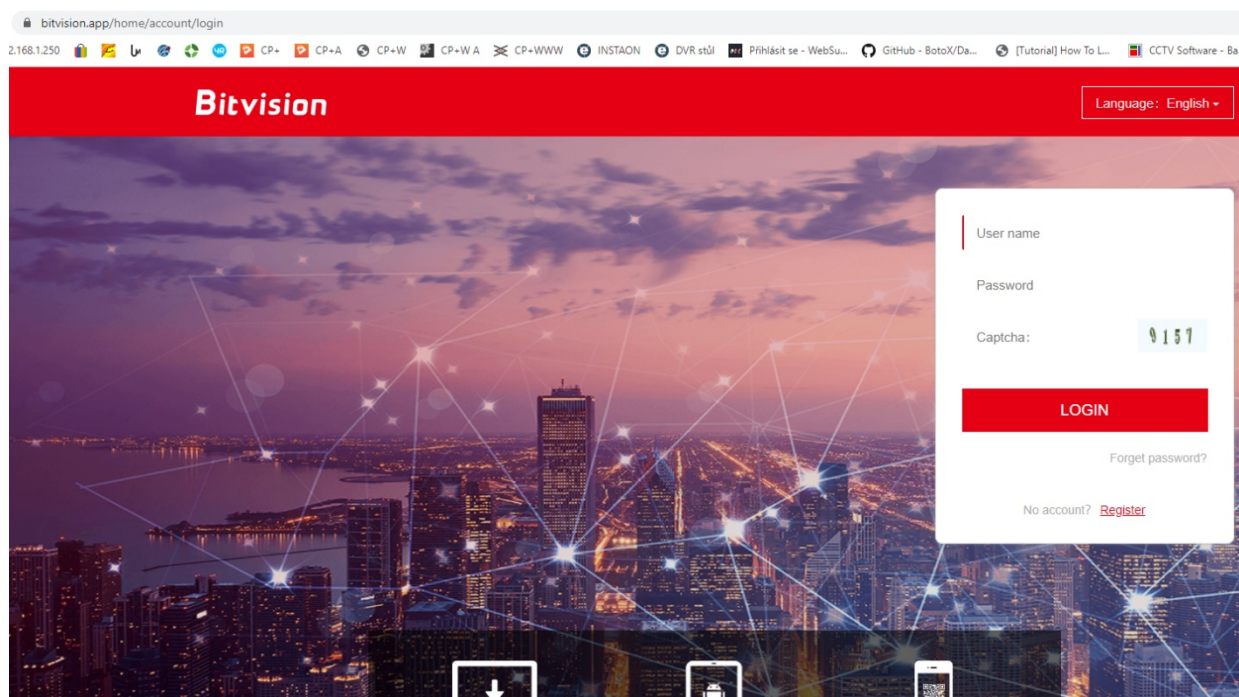 bitvision.app/home/account/login
2.168.1.250 CP+ CP+A CP+W CP+W A CP+WWW INSTAON DVR stůl Přihlásit se - WebSu... GitHub - BotoX/Da... [Tutorial] How To L... CCTV Software - Ba
Bitvision
Language: English
User name
Password
Captcha: 9157
LOGIN
Forget password?
No account? Register